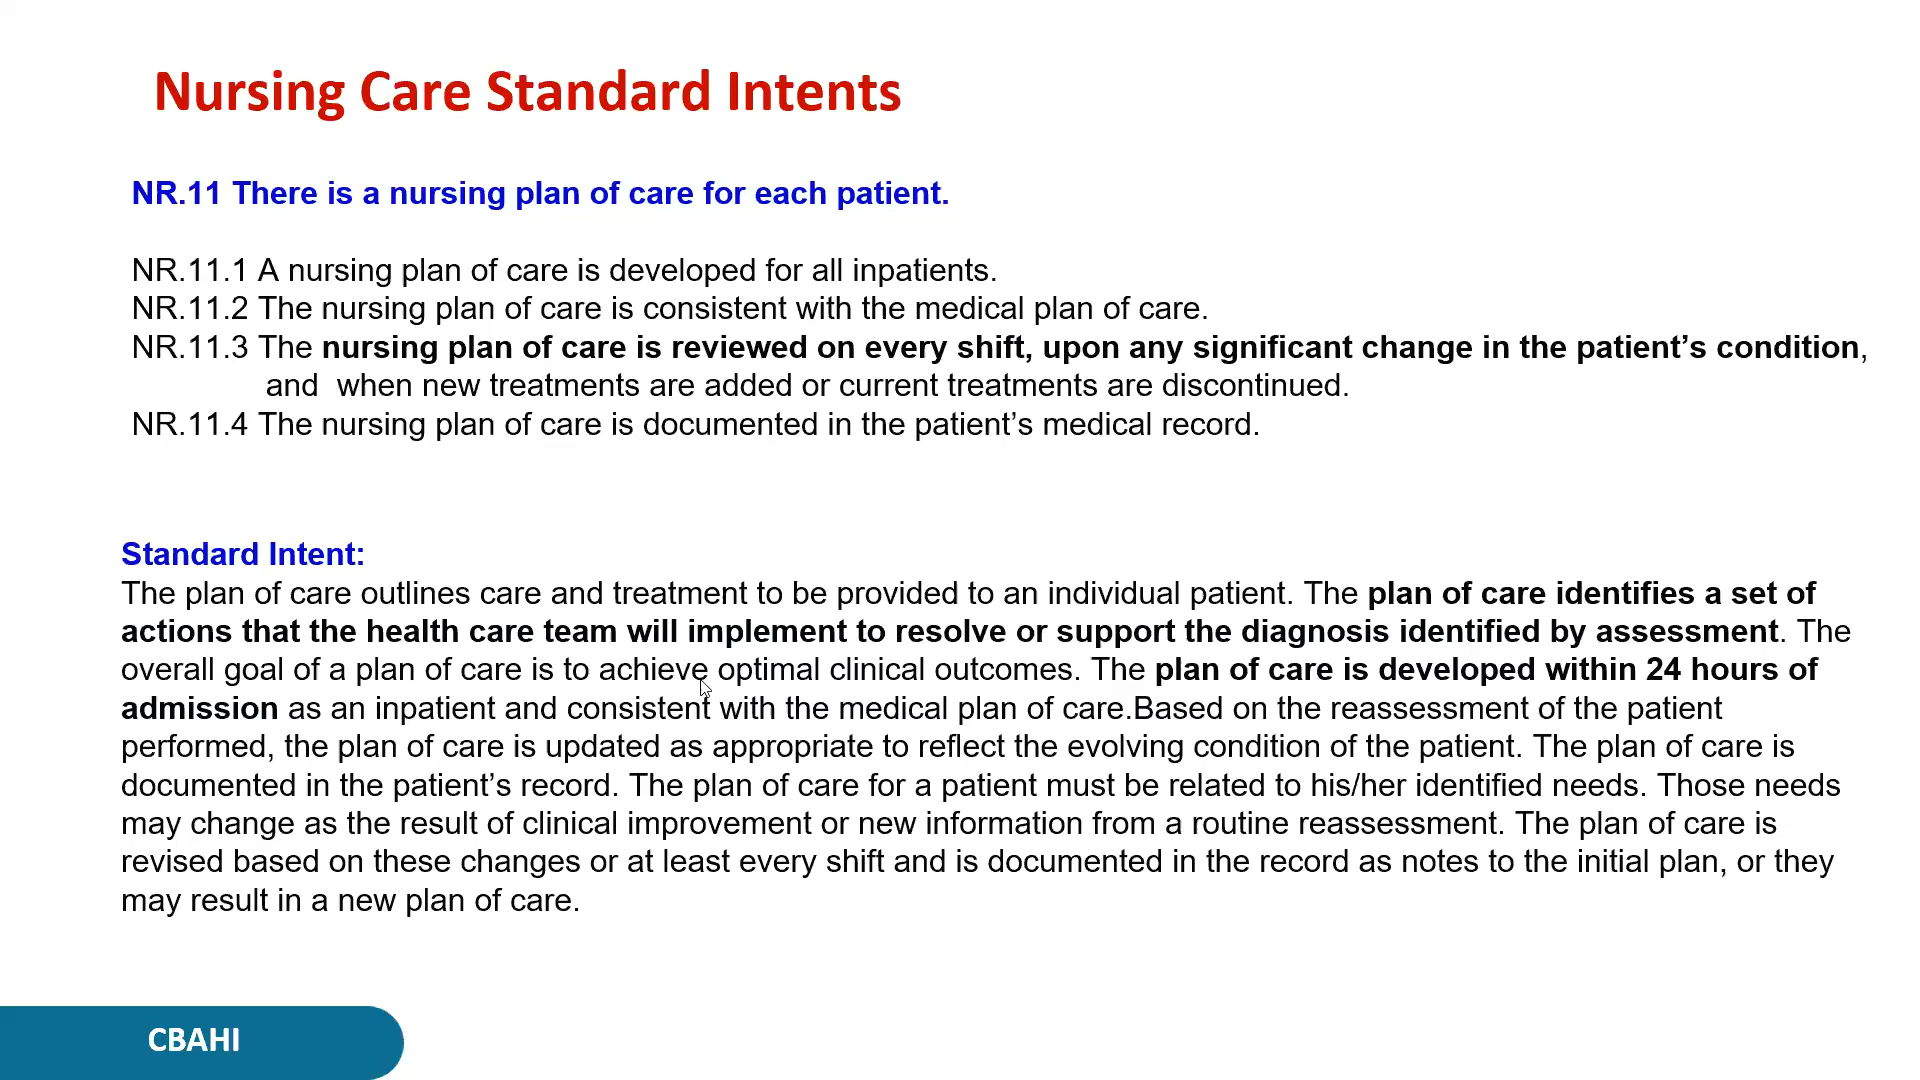 Nursing Care Standard Intents
NR.11 There is a nursing plan of care for each patient.
NR.11.1 A nursing plan of care is developed for all inpatients.
NR.11.2 The nursing plan of care is consistent with the medical plan of care.
NR.11.3 The nursing plan of care is reviewed on every shift, upon any significant change in the patient’s condition,
and  when new treatments are added or current treatments are discontinued.
NR.11.4 The nursing plan of care is documented in the patient’s medical record.
Standard Intent:
The plan of care outlines care and treatment to be provided to an individual patient. The plan of care identifies a set of
actions that the health care team will implement to resolve or support the diagnosis identified by assessment. The
overall goal of a plan of care is to achieve optimal clinical outcomes. The plan of care is developed within 24 hours of
admission as an inpatient and consistent with the medical plan of care.Based on the reassessment of the patient
performed, the plan of care is updated as appropriate to reflect the evolving condition of the patient. The plan of care is
documented in the patient’s record. The plan of care for a patient must be related to his/her identified needs. Those needs
may change as the result of clinical improvement or new information from a routine reassessment. The plan of care is
revised based on these changes or at least every shift and is documented in the record as notes to the initial plan, or they
may result in a new plan of care.
CBAHI